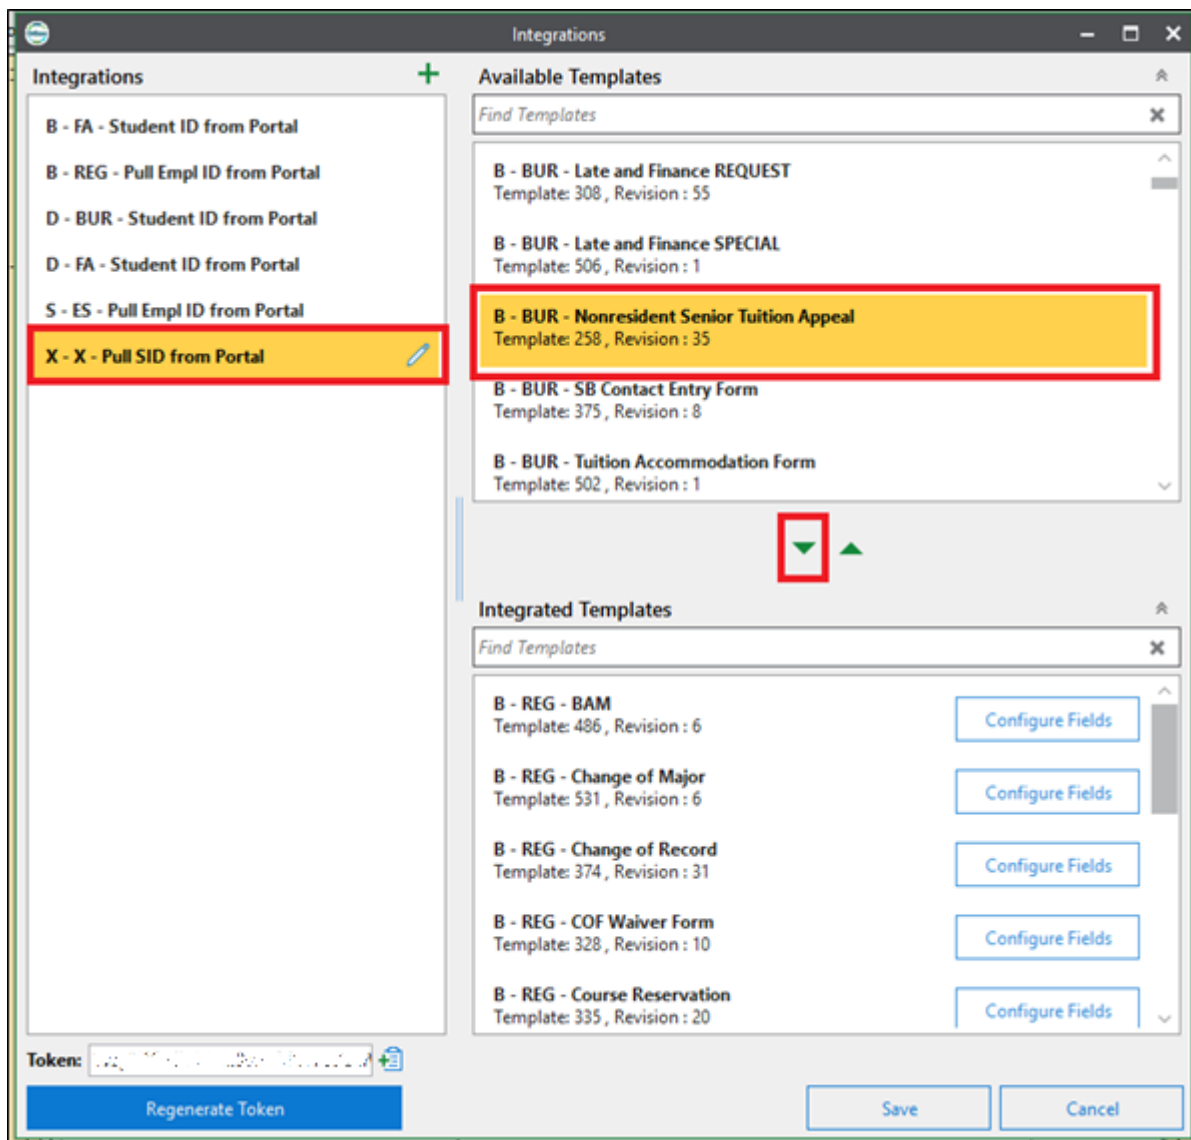 Integrations
Integrations
B - FA - Student ID from Portal
B - REG - Pull Empl ID from Portal
D - BUR - Student ID from Portal
D - FA - Student ID from Portal
S - ES - Pull Empl ID from Portal
X - X - Pull SID from Portal
Token:
Regenerate Token
Available Templates
Find Templates
B - BUR - Late and Finance REQUEST
Template: 308 , Revision : 55
B - BUR - Late and Finance SPECIAL
Template: 506 , Revision : 1
B - BUR - Nonresident Senior Tuition Appeal
Template: 258 , Revision : 35
B - BUR - SB Contact Entry Form
Template: 375 , Revision : 8
B - BUR - Tuition Accommodation Form
Template: 502 , Revision : 1
Integrated Templates
Find Templates
B - REG - BAM
Template: 486 , Revision : 6
Configure Fields
B - REG - Change of Major
Template: 531 , Revision : 6
Configure Fields
B - REG - Change of Record
Template: 374 , Revision : 31
Configure Fields
B - REG - COF Waiver Form
Template: 328 , Revision : 10
Configure Fields
B - REG - Course Reservation
Template: 335 , Revision : 20
Configure Fields
Save
Cancel